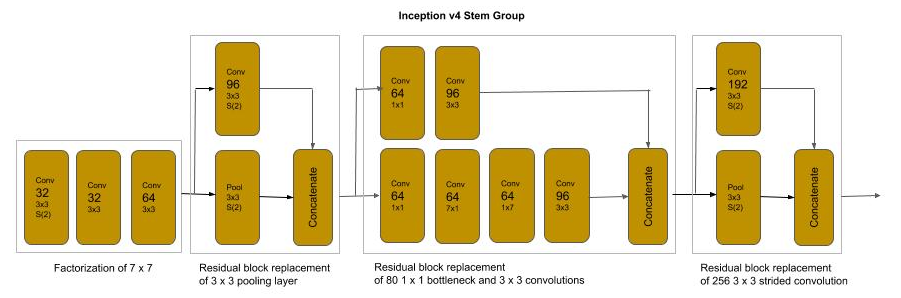 Inception v4 Stem Group
Conv
32
3x3
S(2)
Conv
32
3x3
Conv
64
3x3
Factorization of 7 x 7
Conv
96
3x3
S(2)
Pool
3x3
S(2)
Concatenate
Residual block replacement
of 3 x 3 pooling layer
Conv
64
1x1
Conv
96
3x3
Conv
64
1x1
Conv
64
7x1
Conv
64
1x7
Conv
96
3x3
Concatenate
Residual block replacement
of 80 1 x 1 bottleneck and 3 x 3 convolutions
Conv
192
3x3
S(2)
Pool
3x3
S(2)
Concatenate
Residual block replacement
of 256 3 x 3 strided convolution